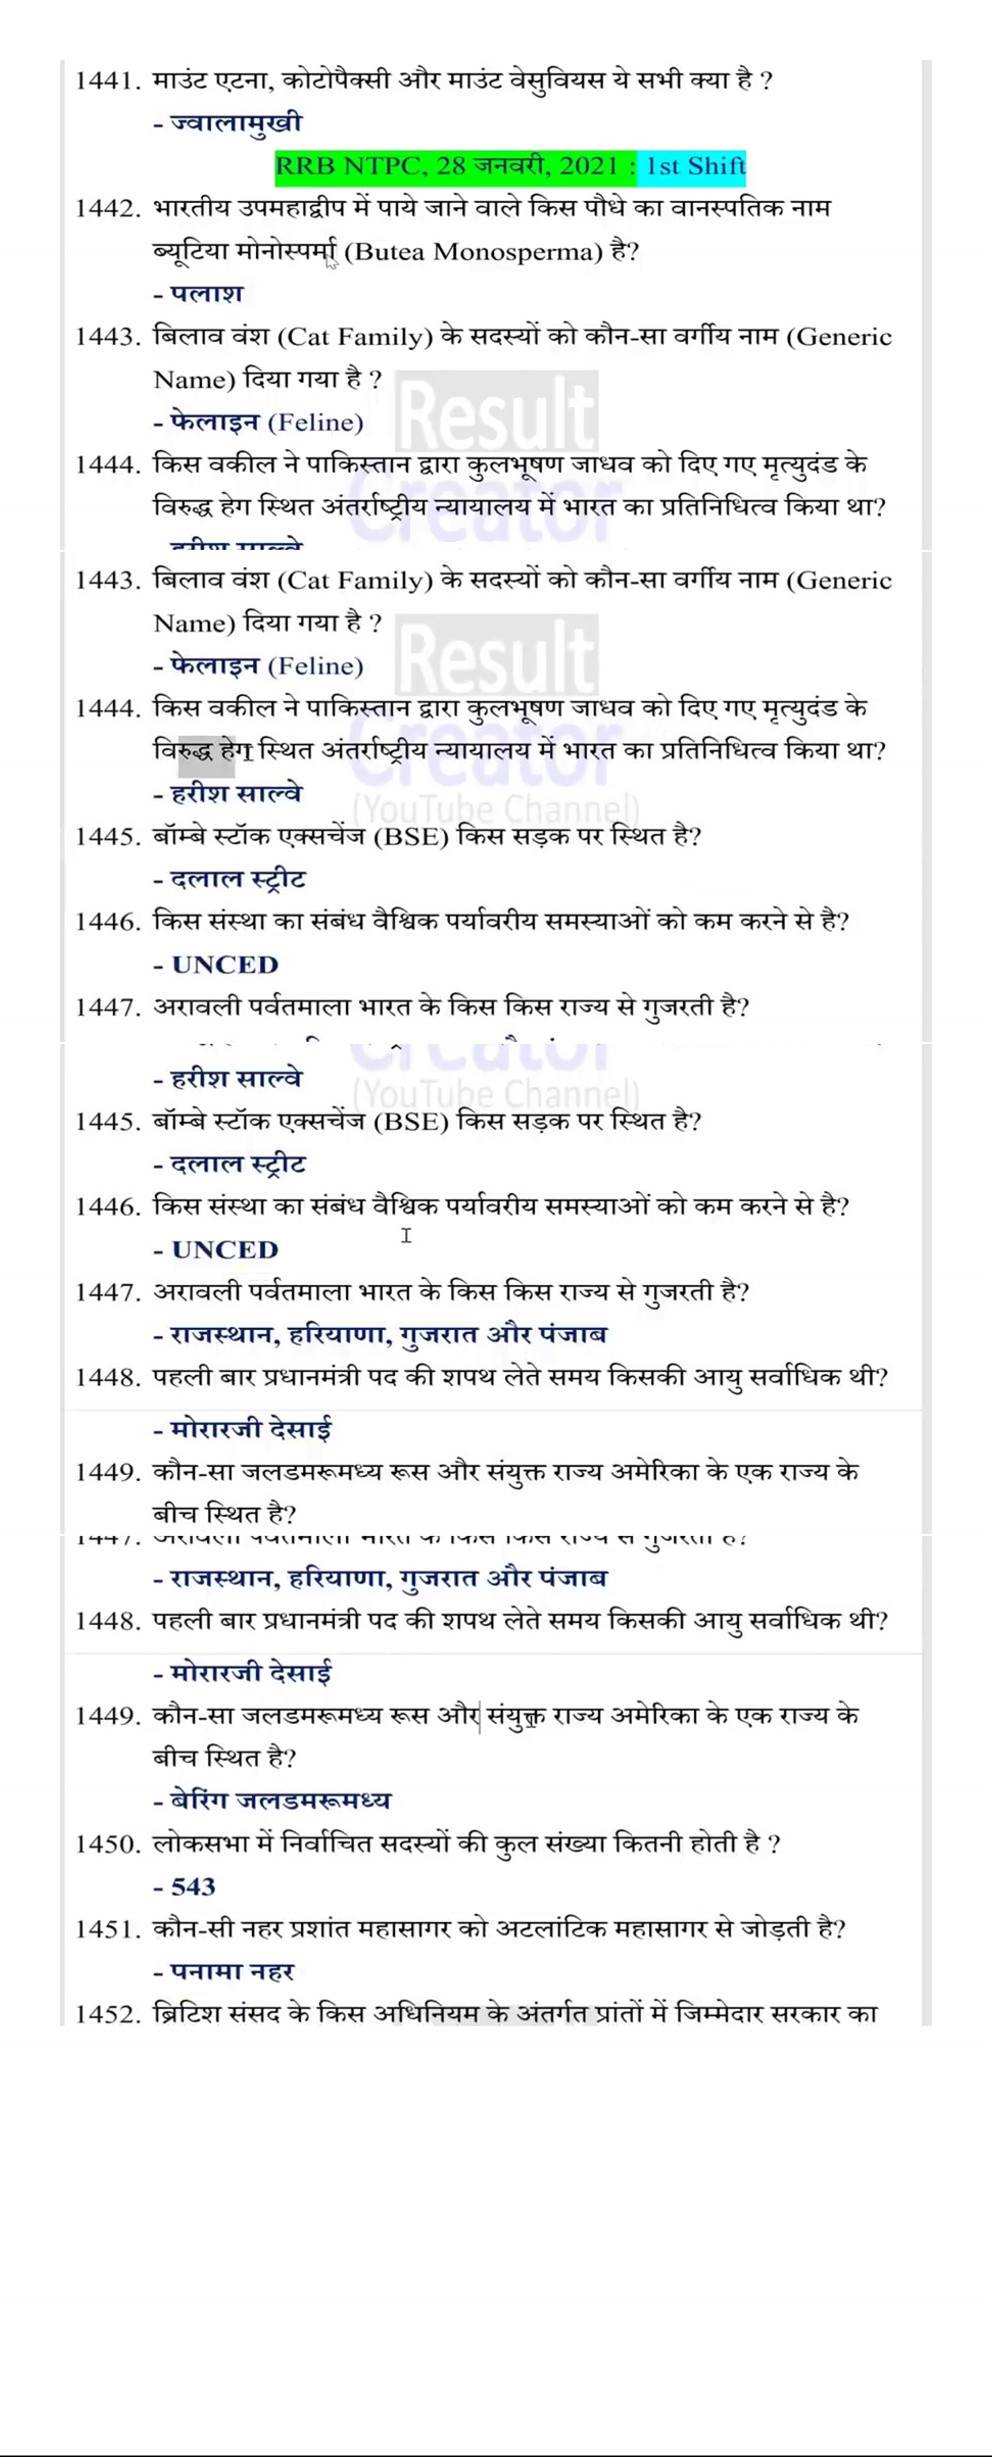 1441. माउंट एटना, कोटोपैक्सी और माउंट वेसुवियस ये सभी क्या है ?
- ज्वालामुखी
RRB NTPC, 28 जनवरी, 2021 : 1st Shift
1442. भारतीय उपमहाद्वीप में पाये जाने वाले किस पौधे का वानस्पतिक नाम
ब्यूटिया मोनोस्पर्मा (Butea Monosperma) है?
- पलाश
1443. बिलाव वंश (Cat Family) के सदस्यों को कौन-सा वर्गीय नाम (Generic
Name) दिया गया है ?
Result
- फेलाइन (Feline)
1444. किस वकील ने पाकिस्तान द्वारा कुलभूषण जाधव को दिए गए मृत्युदंड के
Creator
विरुद्ध हेग स्थित अंतर्राष्ट्रीय न्यायालय में भारत का प्रतिनिधित्व किया था?
1443. बिलाव वंश (Cat Family) के सदस्यों को कौन-सा वर्गीय नाम (Generic
Name) दिया गया है ?
Result
- फेलाइन (Feline)
1444. किस वकील ने पाकिस्तान द्वारा कुलभूषण जाधव को दिए गए मृत्युदंड के
Creator
विरुद्ध हेग स्थित अंतर्राष्ट्रीय न्यायालय में भारत का प्रतिनिधित्व किया था?
- हरीश साल्वे
(YouTube Channel)
1445. बॉम्बे स्टॉक एक्सचेंज (BSE) किस सड़क पर स्थित है?
- दलाल स्ट्रीट
1446. किस संस्था का संबंध वैश्विक पर्यावरीय समस्याओं को कम करने से है?
- UNCED
1447. अरावली पर्वतमाला भारत के किस किस राज्य से गुजरती है?
- हरीश साल्वे
(YouTube Channel)
1445. बॉम्बे स्टॉक एक्सचेंज (BSE) किस सड़क पर स्थित है?
- दलाल स्ट्रीट
1446. किस संस्था का संबंध वैश्विक पर्यावरीय समस्याओं को कम करने से है?
- UNCED
1447. अरावली पर्वतमाला भारत के किस किस राज्य से गुजरती है?
- राजस्थान, हरियाणा, गुजरात और पंजाब
1448. पहली बार प्रधानमंत्री पद की शपथ लेते समय किसकी आयु सर्वाधिक थी?
- मोरारजी देसाई
1449. कौन-सा जलडमरूमध्य रूस और संयुक्त राज्य अमेरिका के एक राज्य के
बीच स्थित है?
- राजस्थान, हरियाणा, गुजरात और पंजाब
1448. पहली बार प्रधानमंत्री पद की शपथ लेते समय किसकी आयु सर्वाधिक थी?
- मोरारजी देसाई
1449. कौन-सा जलडमरूमध्य रूस और संयुक्त राज्य अमेरिका के एक राज्य के
बीच स्थित है?
- बेरिंग जलडमरूमध्य
1450. लोकसभा में निर्वाचित सदस्यों की कुल संख्या कितनी होती है ?
- 543
1451. कौन-सी नहर प्रशांत महासागर को अटलांटिक महासागर से जोड़ती है?
- पनामा नहर
1452. ब्रिटिश संसद के किस अधिनियम के अंतर्गत प्रांतों में जिम्मेदार सरकार का